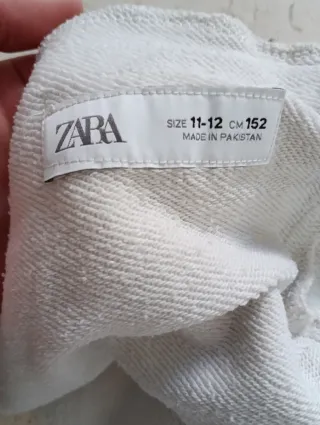 ZARA
SIZE 11-12 CM 152
MADE IN PAKISTAN